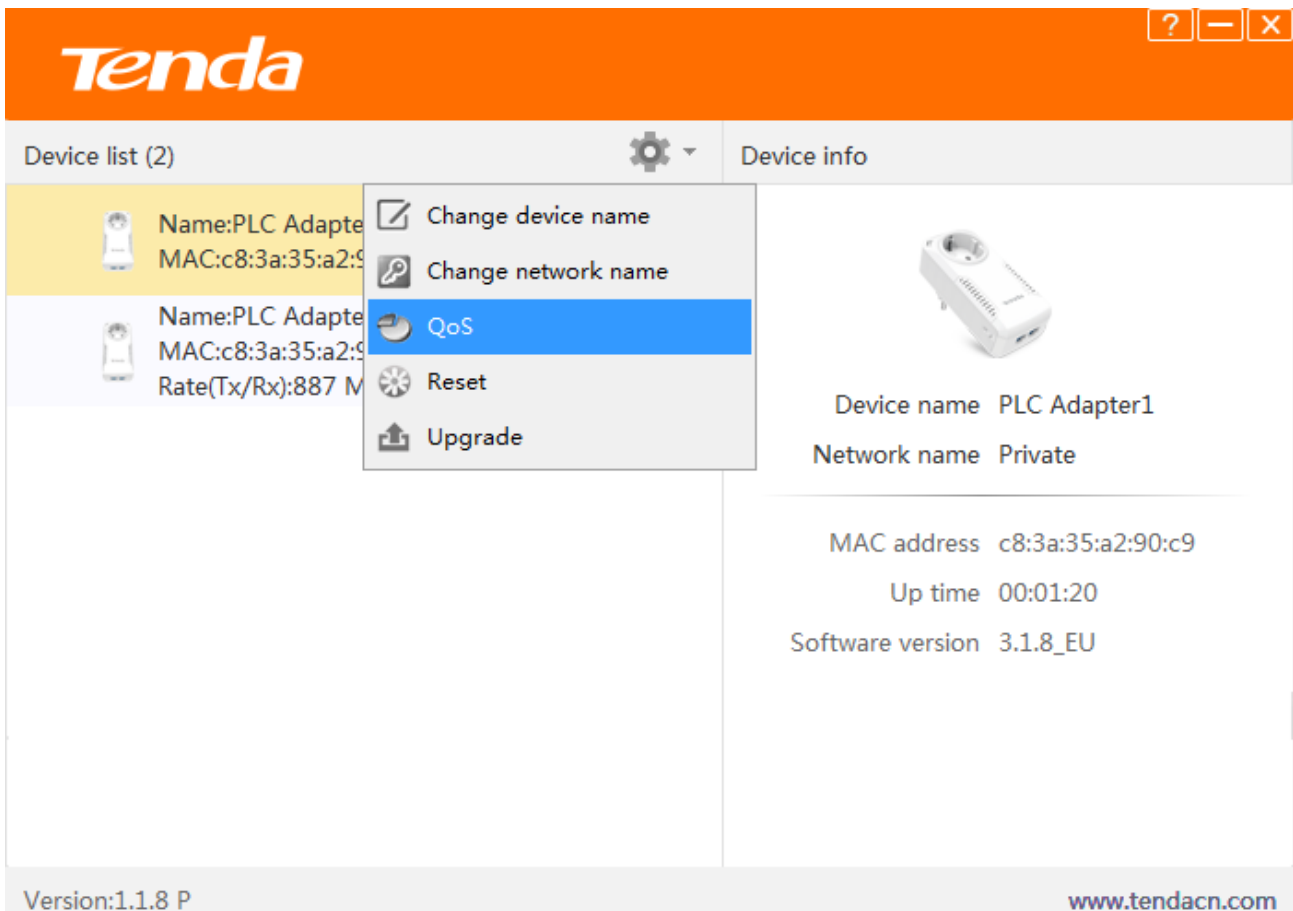 Tenda
Device list (2)
Device info
Name:PLC Adapte
MAC:c8:3a:35:a2:9
Name:PLC Adapte
MAC:c8:3a:35:a2:9
Rate(Tx/Rx):887 M
Change device name
Change network name
QoS
Reset
Upgrade
Device name PLC Adapter1
Network name Private
MAC address c8:3a:35:a2:90:c9
Up time 00:01:20
Software version 3.1.8_EU
Version:1.1.8 P
www.tendacn.com